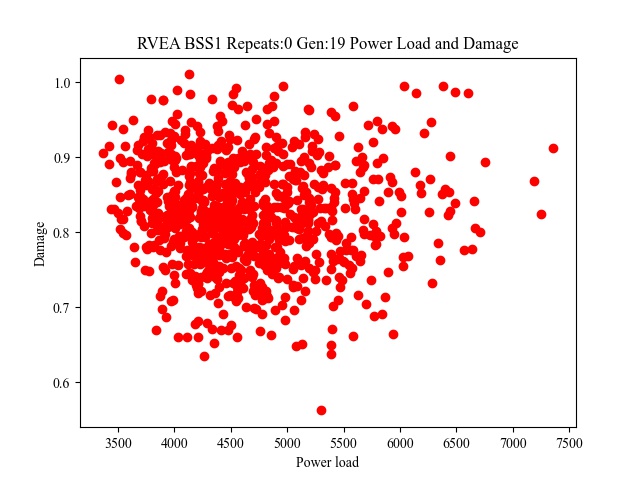 RVEA BSS1 Repeats:0 Gen:19 Power Load and Damage
1.0
0.9
0.8
0.7
0.6
Damage
3500 4000 4500 5000 5500 6000 6500 7000 7500
Power load